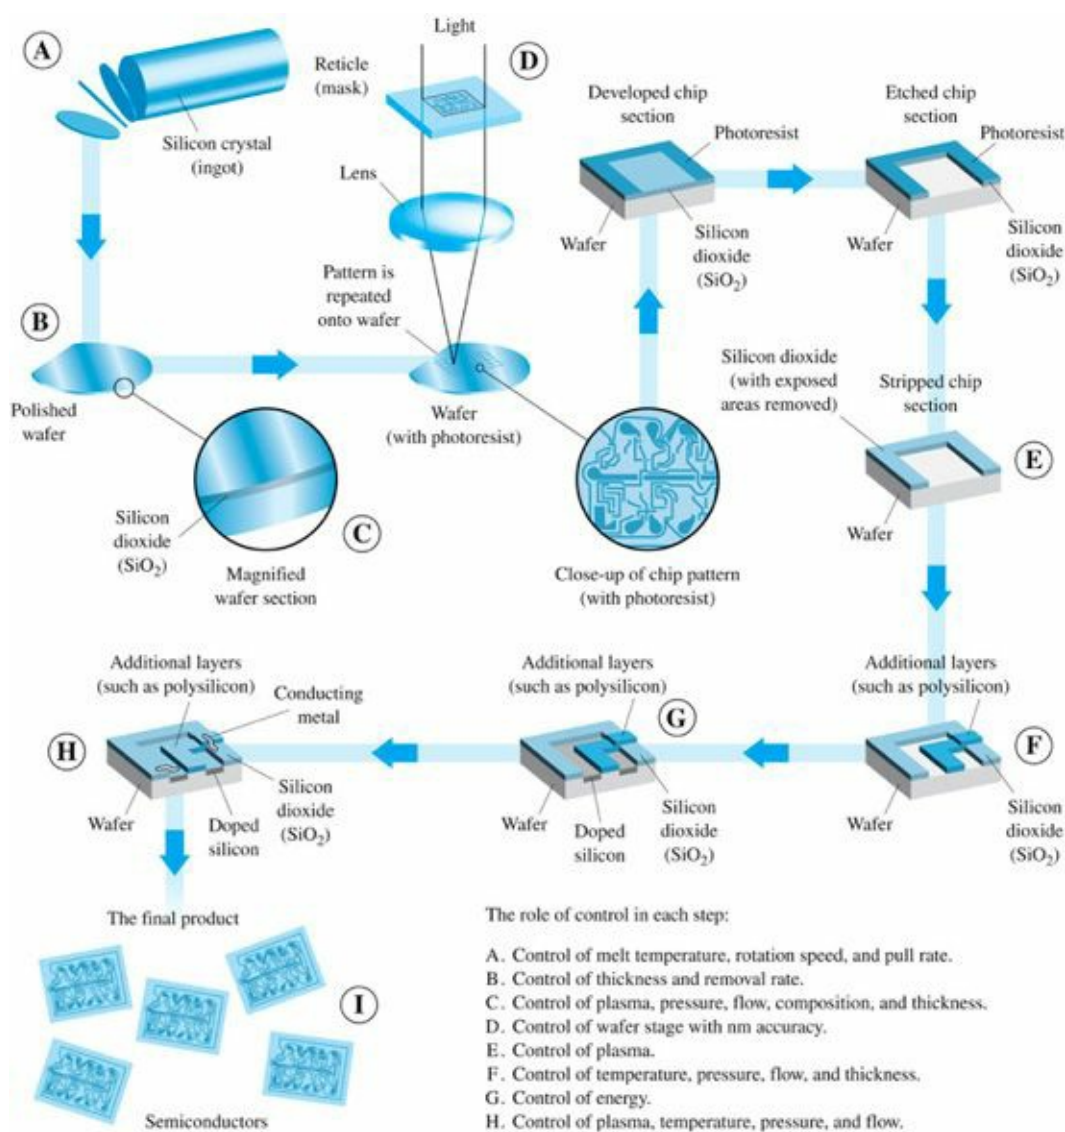 A
Silicon crystal
(ingot)
Light
D
Reticle
(mask)
Lens
Pattern is
repeated
onto wafer
B
Polished
wafer
Wafer
(with photoresist)
Silicon
dioxide
(SiO₂)
C
Magnified
wafer section
Close-up of chip pattern
(with photoresist)
Developed chip
section
Photoresist
Wafer
Silicon
dioxide
(SiO₂)
Etched chip
section
Photoresist
Wafer
Silicon
dioxide
(SiO₂)
Silicon dioxide
(with exposed
areas removed)
Stripped chip
section
E
Wafer
Additional layers
(such as polysilicon)
F
Wafer
Silicon
dioxide
(SiO₂)
Additional layers
(such as polysilicon)
G
Wafer
Doped
silicon
Silicon
dioxide
(SiO₂)
Additional layers
(such as polysilicon)
Conducting
metal
H
Wafer
Doped
silicon
Silicon
dioxide
(SiO₂)
The final product
I
Semiconductors
The role of control in each step:
A. Control of melt temperature, rotation speed, and pull rate.
B. Control of thickness and removal rate.
C. Control of plasma, pressure, flow, composition, and thickness.
D. Control of wafer stage with nm accuracy.
E. Control of plasma.
F. Control of temperature, pressure, flow, and thickness.
G. Control of energy.
H. Control of plasma, temperature, pressure, and flow.